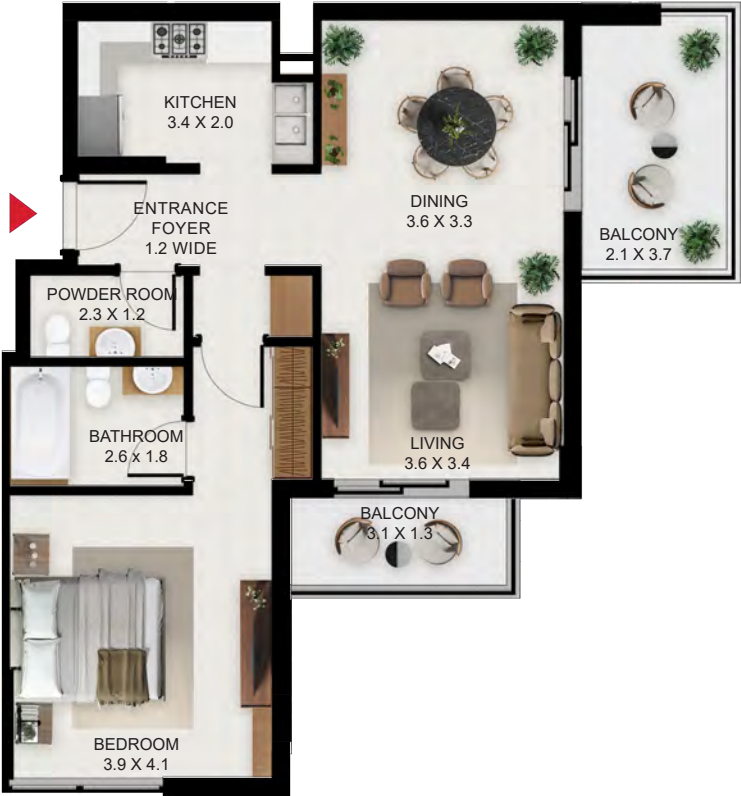 KITCHEN
3.4 X 2.0
ENTRANCE
FOYER
1.2 WIDE
DINING
3.6 X 3.3
BALCONY
2.1 X 3.7
POWDER ROOM
2.3 X 1.2
BATHROOM
2.6 x 1.8
LIVING
3.6 X 3.4
BALCONY
3.1 X 1.3
BEDROOM
3.9 X 4.1